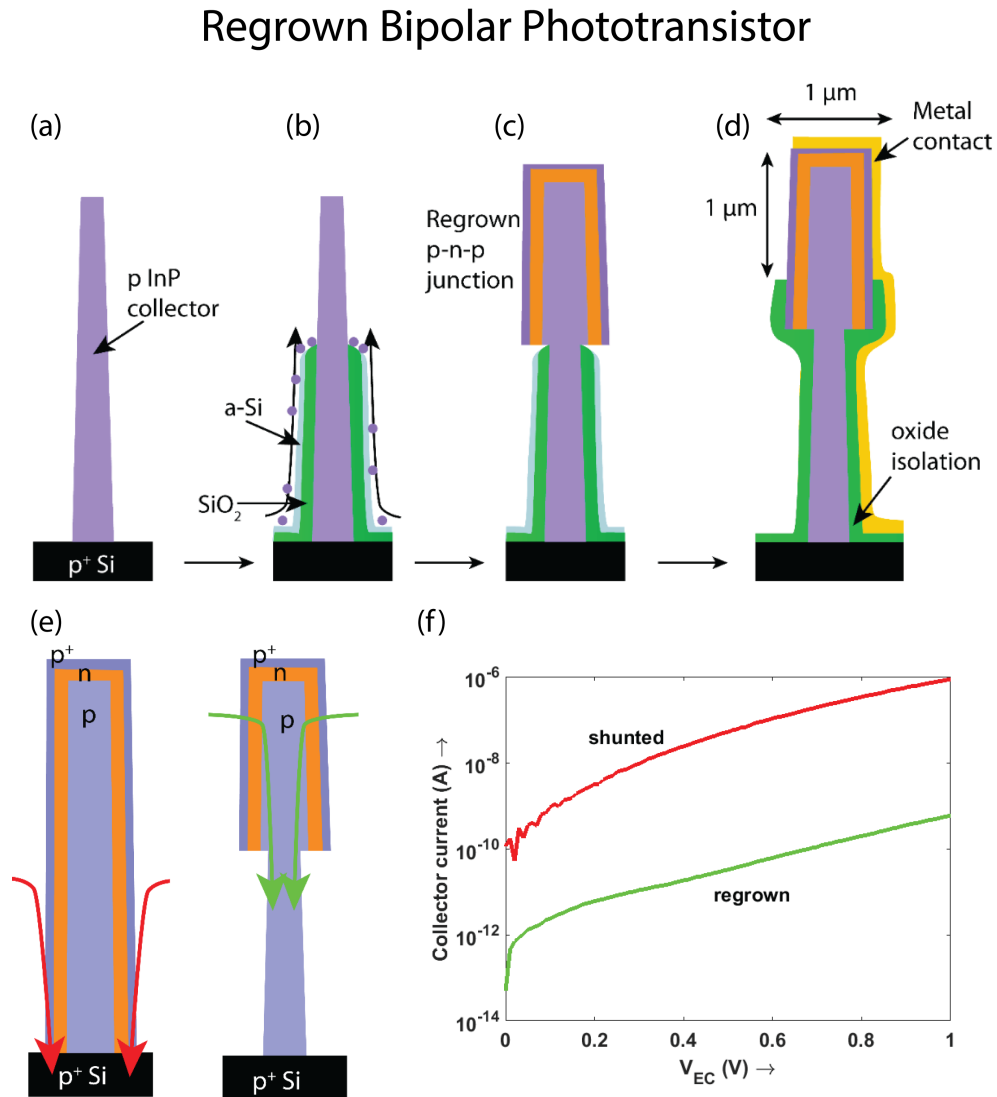 Regrown Bipolar Phototransistor
(a)
(b)
(c)
(d)
1 μm
Metal
contact
1 μm
Regrown
p-n-p
junction
p InP
collector
a-Si
SiO2
oxide
isolation
p+ Si
(e)
(f)
p+
n
p
p+ Si
p+
n
p
p+ Si
Collector current (A) →
10-6
10-8
10-10
10-12
10-14
shunted
regrown
0
0.2
0.4
0.6
0.8
1
VEC (V) →